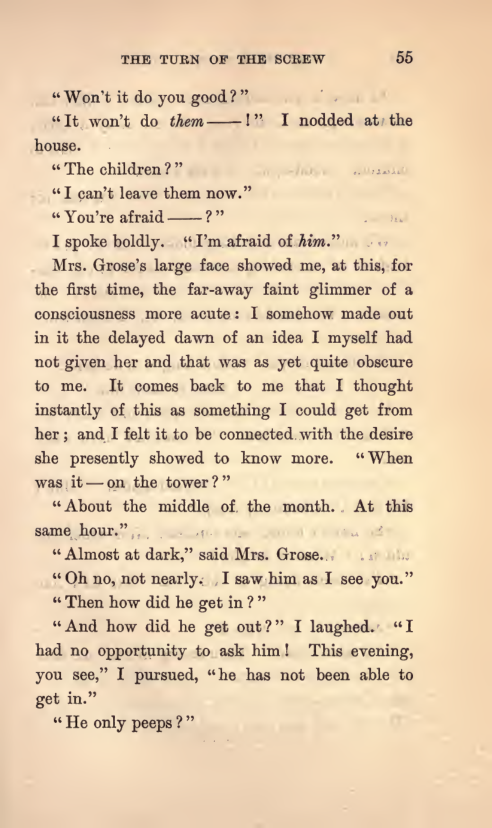 THE TURN OF THE SCREW 55
"Won't it do you good?"
"It won't do them——!" I nodded at the
house.
"The children?"
"I can't leave them now."
"You're afraid——?"
I spoke boldly. "I'm afraid of him."
Mrs. Grose's large face showed me, at this, for
the first time, the far-away faint glimmer of a
consciousness more acute: I somehow made out
in it the delayed dawn of an idea I myself had
not given her and that was as yet quite obscure
to me. It comes back to me that I thought
instantly of this as something I could get from
her; and I felt it to be connected with the desire
she presently showed to know more. "When
was it—on the tower?"
"About the middle of the month. At this
same hour."
"Almost at dark," said Mrs. Grose.
"Oh no, not nearly. I saw him as I see you."
"Then how did he get in?"
"And how did he get out?" I laughed. "I
had no opportunity to ask him! This evening,
you see," I pursued, "he has not been able to
get in."
"He only peeps?"